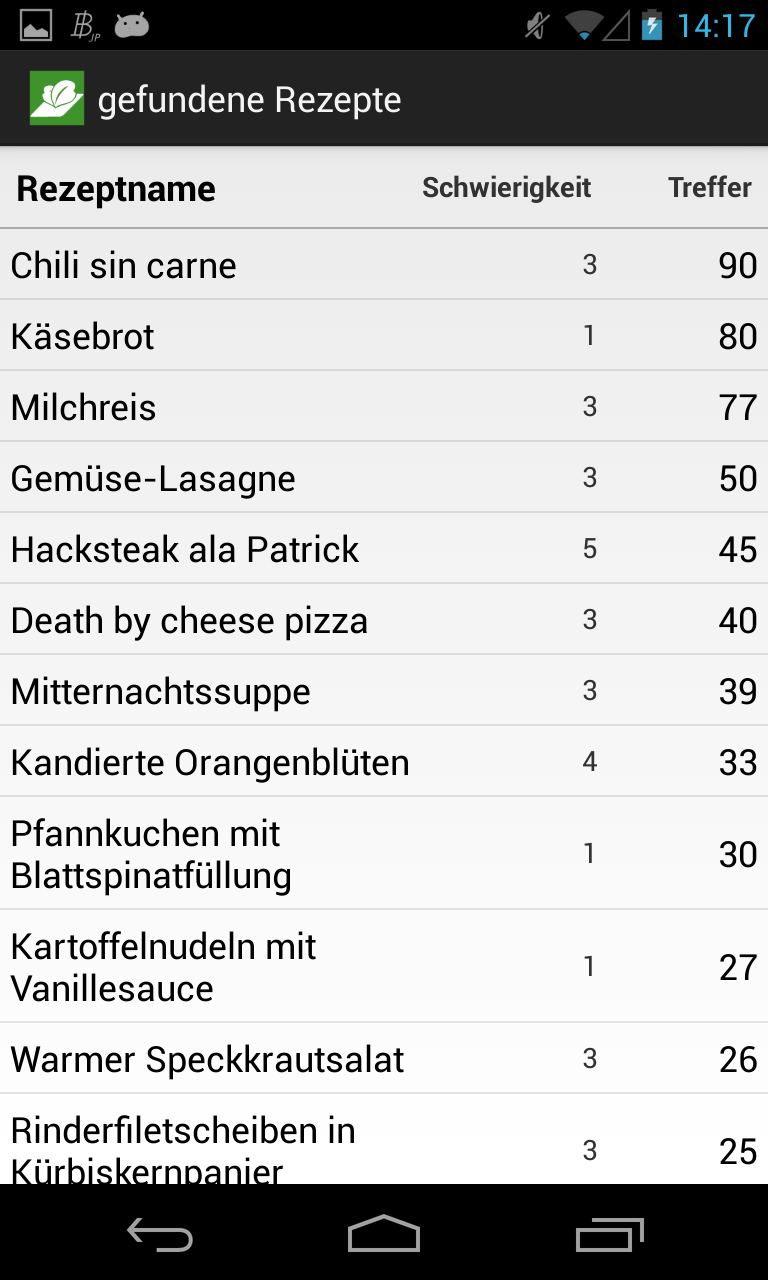 14:17
gefundene Rezepte
Rezeptname Schwierigkeit Treffer
Chili sin carne 3 90
Käsebrot 1 80
Milchreis 3 77
Gemüse-Lasagne 3 50
Hacksteak ala Patrick 5 45
Death by cheese pizza 3 40
Mitternachtssuppe 3 39
Kandierte Orangenblüten 4 33
Pfannkuchen mit
Blattspinatfüllung 1 30
Kartoffelnudeln mit
Vanillesauce 1 27
Warmer Speckkrautsalat 3 26
Rinderfiletscheiben in
Kürbiskernpanier 3 25